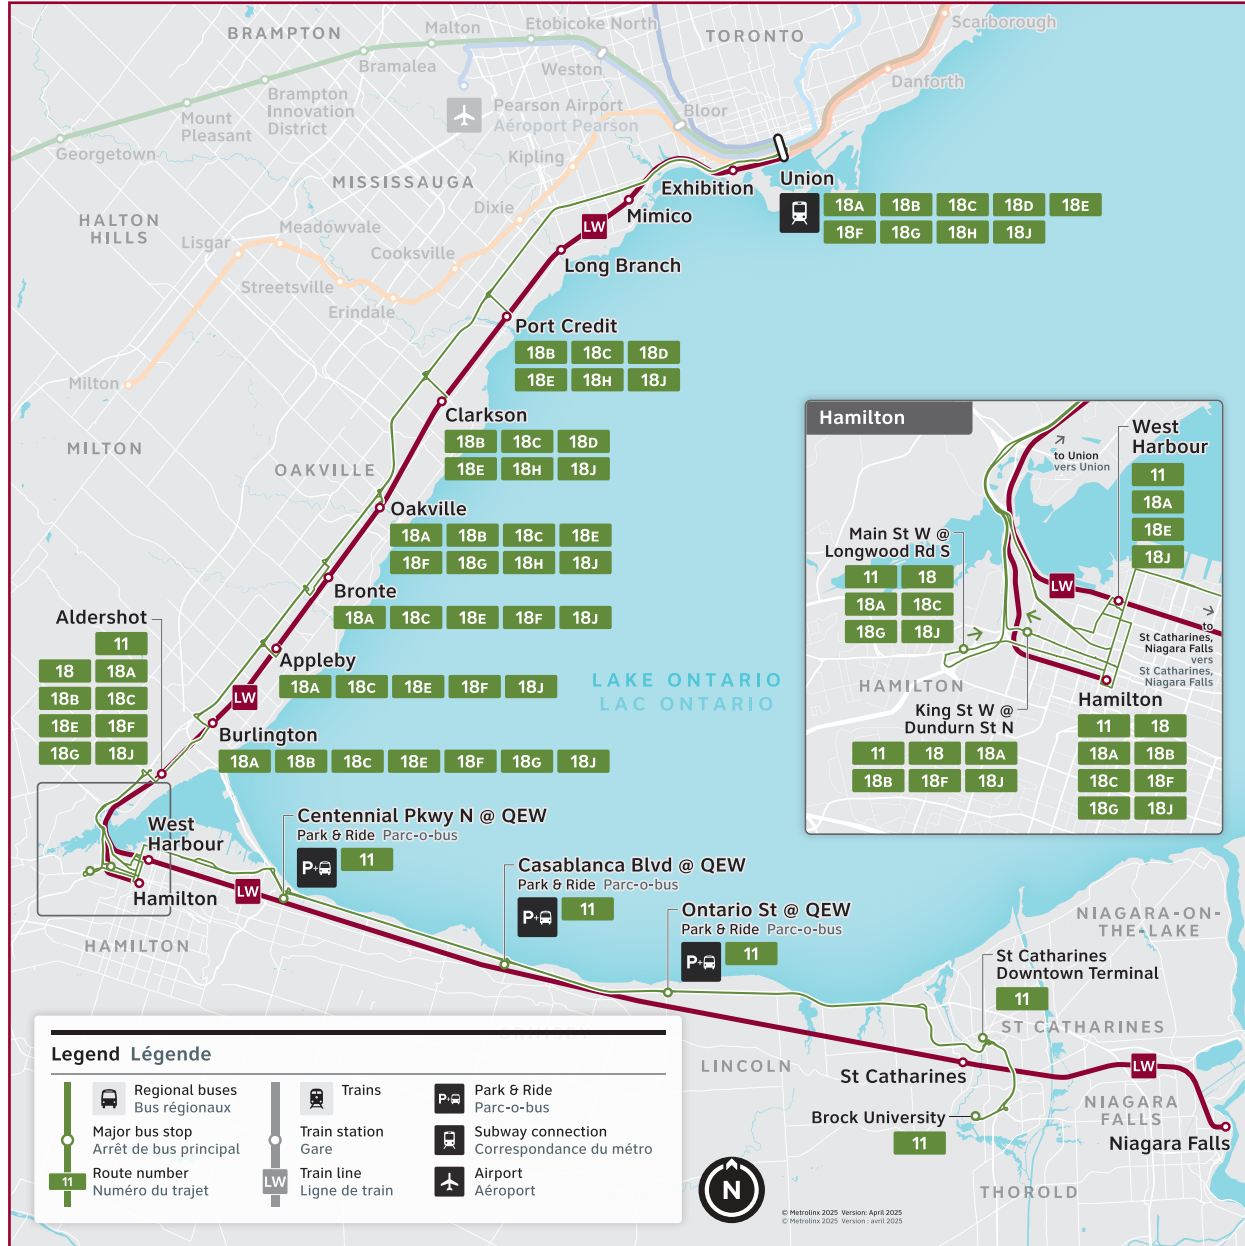 Scarborough
Etobicoke North
BRAMPTON
Malton
TORONTO
Bramalea
Weston
Danforth
Brampton
Innovation
District
Mount
Pleasant
Pearson Airport
Aéroport Pearson
Bloor
Georgetown
Kipling
MISSISSAUGA
Exhibition
Union
18A 18B 18C 18D 18E
18F 18G 18H 18J
Dixie
Mimico
HALTON
HILLS
Meadowvale
LW
Lisgar
Cooksville
Long Branch
Streetsville
Erindale
Port Credit
18B 18C 18D
18E 18H 18J
Milton
Clarkson
18B 18C 18D
18E 18H 18J
MILTON
OAKVILLE
Oakville
18A 18B 18C 18E
18F 18G 18H 18J
Bronte
18A 18C 18E 18F 18J
Appleby
18A 18C 18E 18F 18J
LAKE ONTARIO
LAC ONTARIO
Aldershot
11
18 18A
18B 18C
18E 18F
18G 18J
LW
Burlington
18A 18B 18C 18E 18F 18G 18J
Hamilton
to Union
vers Union
West
Harbour
11
18A
18E
18J
Main St W @
Longwood Rd S
11 18
18A 18C
18G 18J
LW
to
St Catharines,
Niagara Falls
vers
St Catharines,
Niagara Falls
HAMILTON
King St W @
Dundurn St N
11 18 18A
18B 18F 18J
Hamilton
11 18
18A 18B
18C 18F
18G 18J
West
Harbour
Hamilton
HAMILTON
LW
Centennial Pkwy N @ QEW
Park & Ride Parc-o-bus
P+ 11
Casablanca Blvd @ QEW
Park & Ride Parc-o-bus
P+ 11
Ontario St @ QEW
Park & Ride Parc-o-bus
P+ 11
NIAGARA-ON-
THE-LAKE
St Catharines
Downtown Terminal
11
ST CATHARINES
LINCOLN
St Catharines
LW
Brock University
11
NIAGARA
FALLS
Niagara Falls
THOROLD
Legend Légende
Regional buses
Bus régionaux
Major bus stop
Arrêt de bus principal
11
Route number
Numéro du trajet
Trains
Train station
Gare
LW
Train line
Ligne de train
P+
Park & Ride
Parc-o-bus
Subway connection
Correspondance du métro
Airport
Aéroport
N
© Metrolinx 2025 Version: April 2025
© Metrolinx 2025 Version : avril 2025